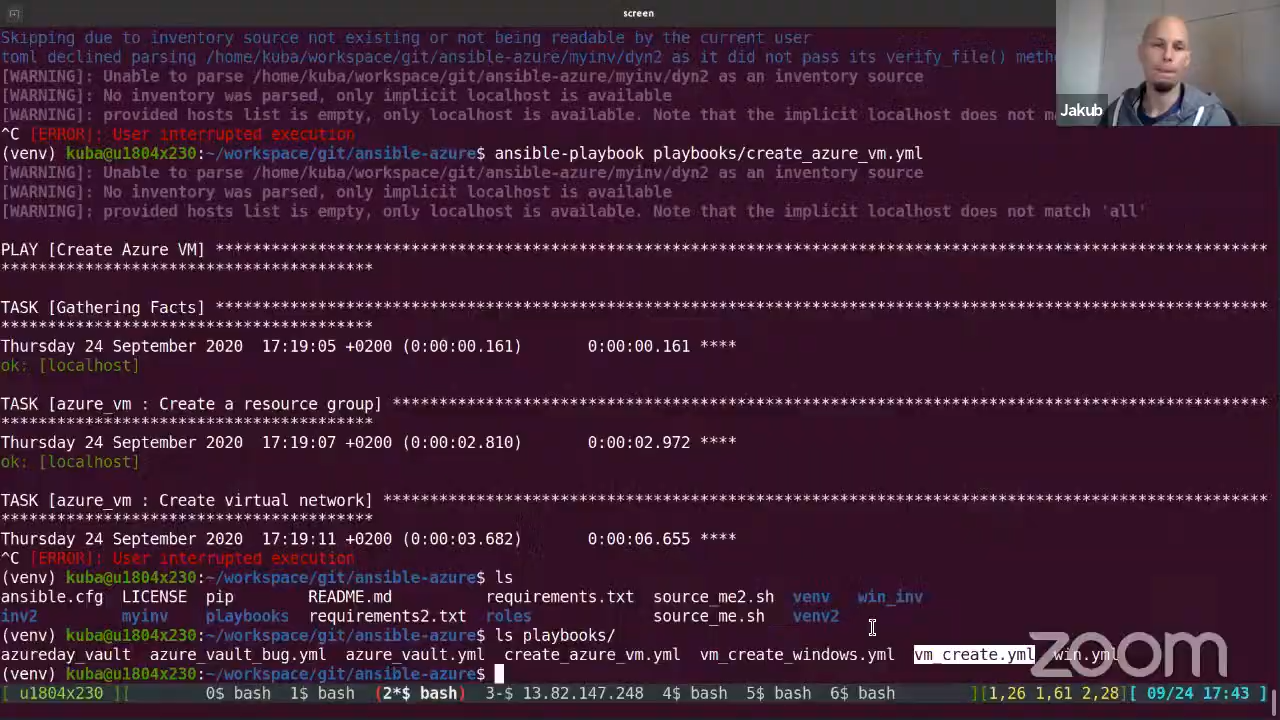 screen
Skipping due to inventory source not existing or not being readable by the current user
toml declined parsing /home/kuba/workspace/git/ansible-azure/myinv/dyn2 as it did not pass its verify_file() meth
[WARNING]: Unable to parse /home/kuba/workspace/git/ansible-azure/myinv/dyn2 as an inventory source
[WARNING]: No inventory was parsed, only implicit localhost is available
[WARNING]: provided hosts list is empty, only localhost is available. Note that the implicit localhost does not m
Jakub
^C [ERROR]: User interrupted execution
(venv) kuba@u1804x230:~/workspace/git/ansible-azure$ ansible-playbook playbooks/create_azure_vm.yml
[WARNING]: Unable to parse /home/kuba/workspace/git/ansible-azure/myinv/dyn2 as an inventory source
[WARNING]: No inventory was parsed, only implicit localhost is available
[WARNING]: provided hosts list is empty, only localhost is available. Note that the implicit localhost does not match 'all'
PLAY [Create Azure VM] ****************************************************************************************************************
****************************************
TASK [Gathering Facts] ****************************************************************************************************************
****************************************
Thursday 24 September 2020  17:19:05 +0200 (0:00:00.161)       0:00:00.161 ****
ok: [localhost]
TASK [azure_vm : Create a resource group] *********************************************************************************************
****************************************
Thursday 24 September 2020  17:19:07 +0200 (0:00:02.810)       0:00:02.972 ****
ok: [localhost]
TASK [azure_vm : Create virtual network] **********************************************************************************************
****************************************
Thursday 24 September 2020  17:19:11 +0200 (0:00:03.682)       0:00:06.655 ****
^C [ERROR]: User interrupted execution
(venv) kuba@u1804x230:~/workspace/git/ansible-azure$ ls
ansible.cfg  LICENSE  pip        README.md          requirements.txt  source_me2.sh  venv   win_inv
inv2         myinv    playbooks  requirements2.txt  roles             source_me.sh   venv2
(venv) kuba@u1804x230:~/workspace/git/ansible-azure$ ls playbooks/
azureday_vault  azure_vault_bug.yml  azure_vault.yml  create_azure_vm.yml  vm_create_windows.yml  vm_create.yml  win.yml
(venv) kuba@u1804x230:~/workspace/git/ansible-azure$
[ u1804x230 ][       0$ bash  1$ bash  (2*$ bash)  3-$ 13.82.147.248  4$ bash  5$ bash  6$ bash       ][1,26 1,61 2,28][ 09/24 17:43 ]
zoom